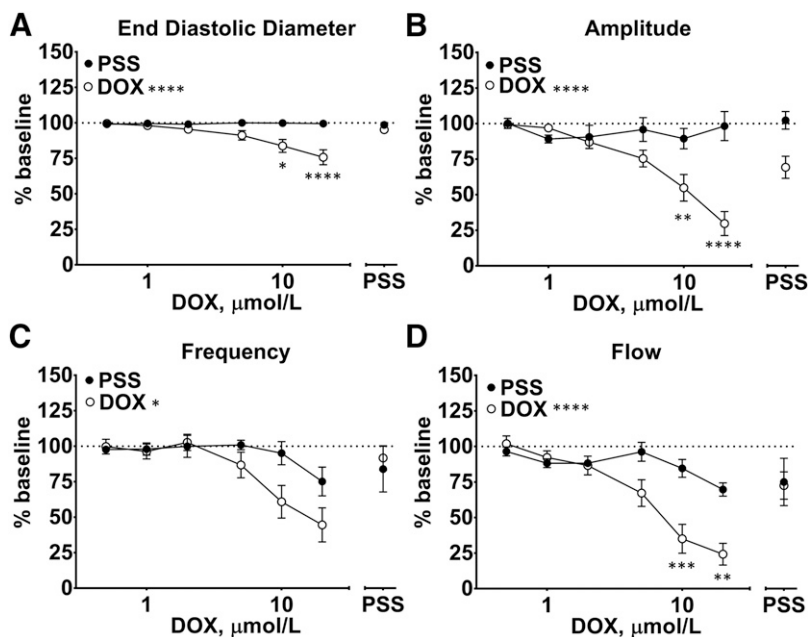 A
End Diastolic Diameter
150
125
100
75
50
25
0
% baseline
PSS
DOX ****
*
****
1
10
PSS
DOX, μmol/L
B
Amplitude
150
125
100
75
50
25
0
% baseline
PSS
DOX ****
**
****
1
10
PSS
DOX, μmol/L
C
Frequency
150
125
100
75
50
25
0
% baseline
PSS
DOX *
1
10
PSS
DOX, μmol/L
D
Flow
150
125
100
75
50
25
0
% baseline
PSS
DOX ****
***
**
1
10
PSS
DOX, μmol/L